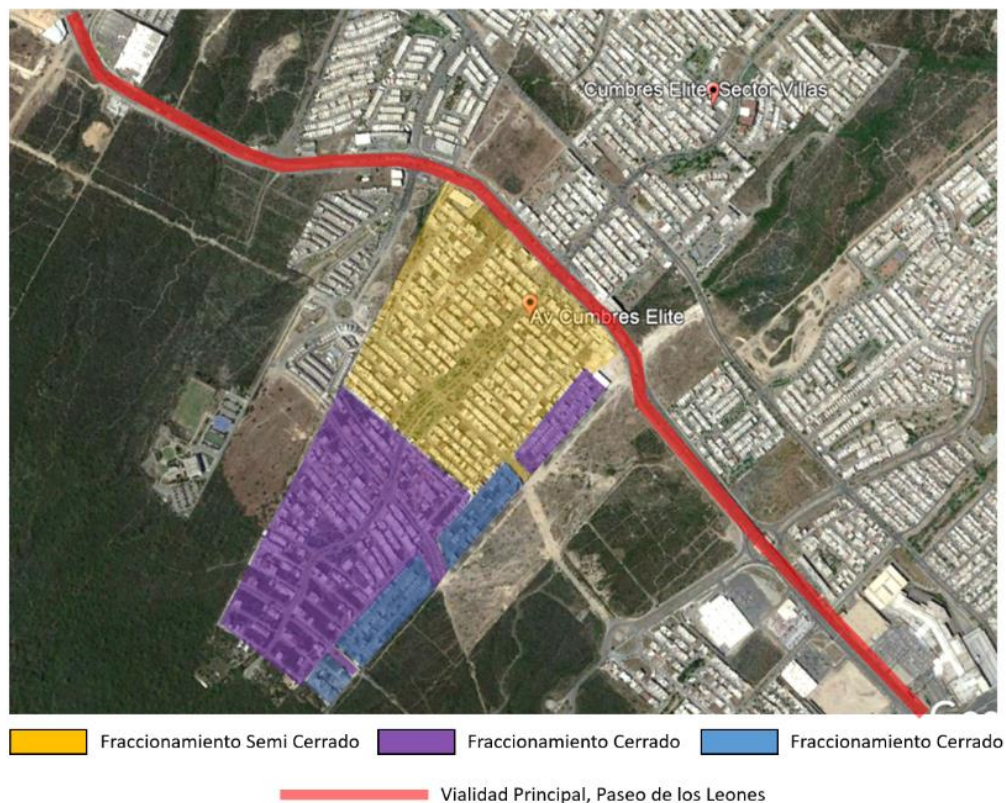 Cumbres Elite, Sector Villas
Av Cumbres Elite
Fraccionamiento Semi Cerrado
Fraccionamiento Cerrado
Fraccionamiento Cerrado
Vialidad Principal, Paseo de los Leones